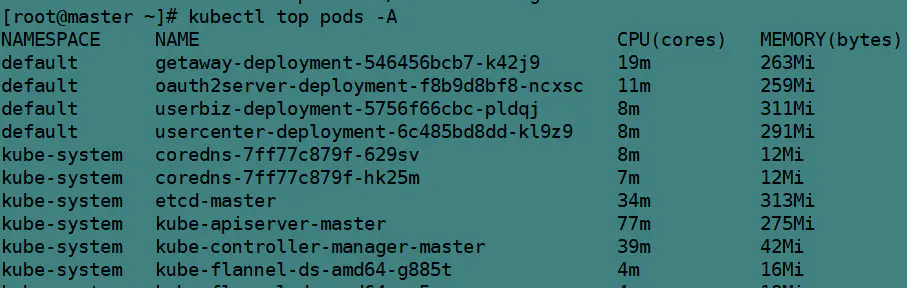 [root@master ~]# kubectl top pods -A
NAMESPACE NAME CPU(cores) MEMORY(bytes)
default getaway-deployment-546456bcb7-k42j9 19m 263Mi
default oauth2server-deployment-f8b9d8bf8-ncxsc 11m 259Mi
default userbiz-deployment-5756f66cbc-pldqj 8m 311Mi
default usercenter-deployment-6c485bd8dd-kl9z9 8m 291Mi
kube-system coredns-7ff77c879f-629sv 8m 12Mi
kube-system coredns-7ff77c879f-hk25m 7m 12Mi
kube-system etcd-master 34m 313Mi
kube-system kube-apiserver-master 77m 275Mi
kube-system kube-controller-manager-master 39m 42Mi
kube-system kube-flannel-ds-amd64-g885t 4m 16Mi